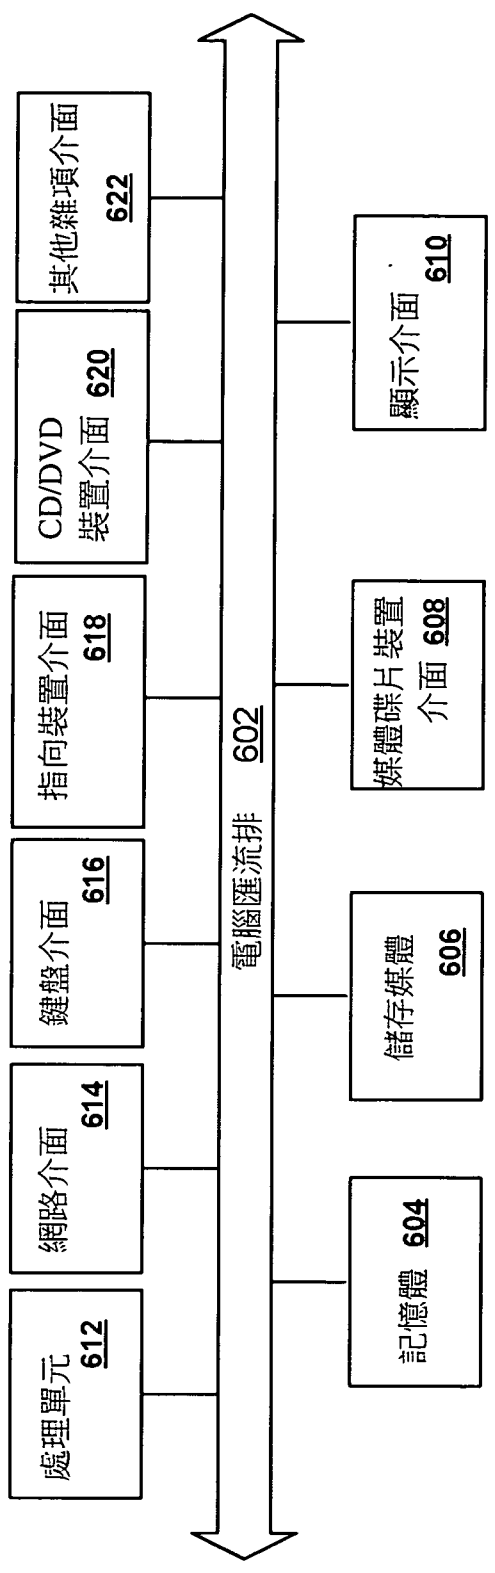 處理單元
612
網路介面
614
鍵盤介面
616
指向裝置介面
618
CD/DVD
裝置介面 620
其他雜項介面
622
電腦匯流排 602
記憶體 604
儲存媒體
606
媒體碟片裝置
介面 608
顯示介面
610